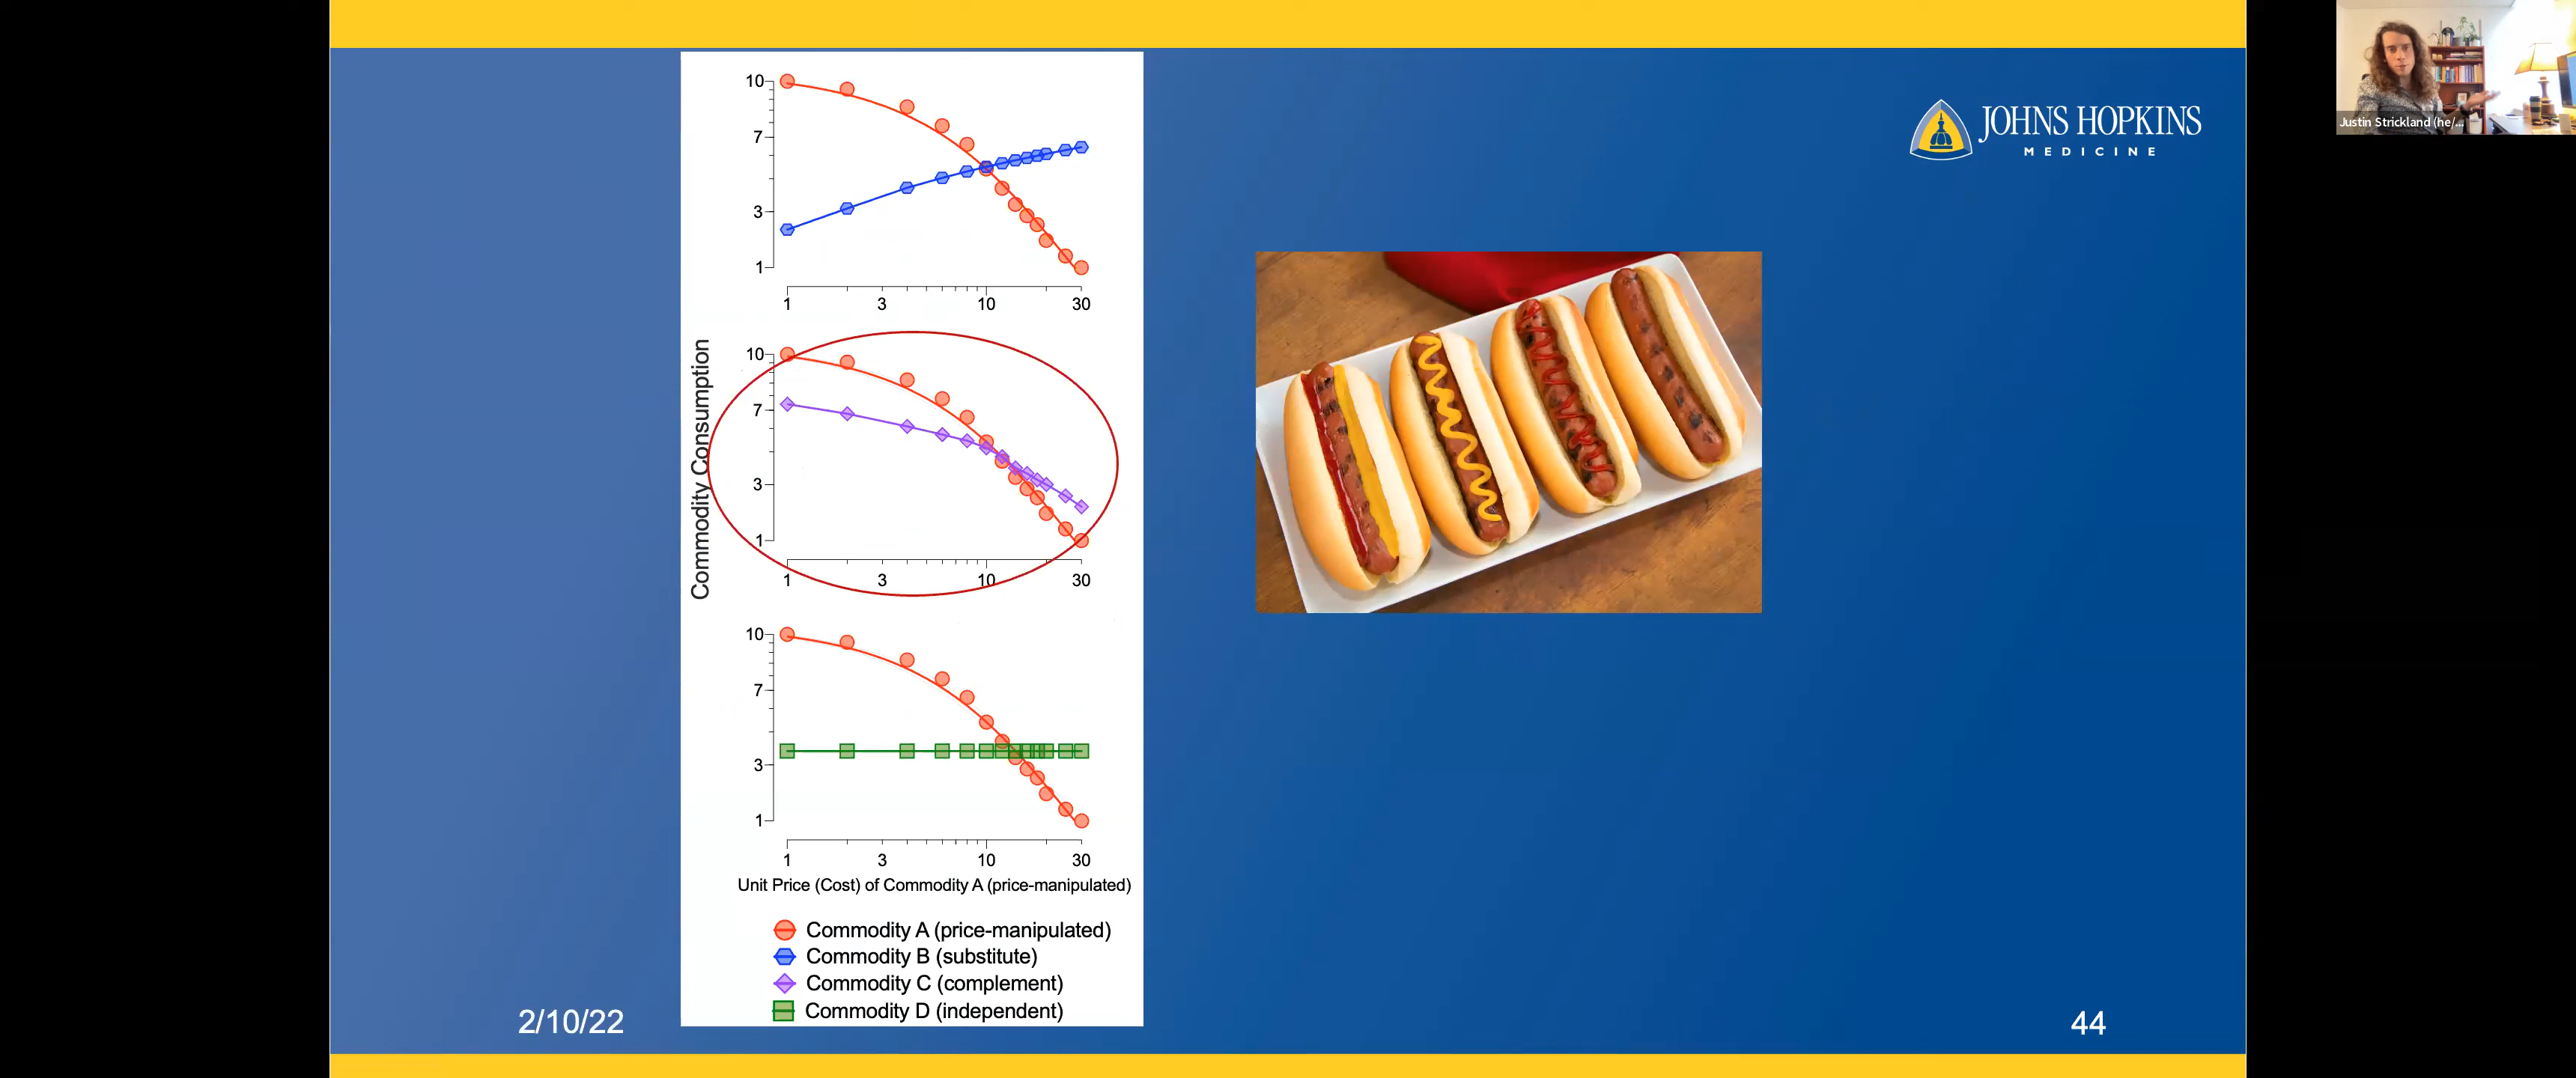 10
7
3
1
1 3 10 30
Commodity Consumption
10
7
3
1
1 3 10 30
10
7
3
1
1 3 10 30
Unit Price (Cost) of Commodity A (price-manipulated)
Commodity A (price-manipulated)
Commodity B (substitute)
Commodity C (complement)
Commodity D (independent)
JOHNS HOPKINS
MEDICINE
Justin Strickland (he/...
2/10/22
44